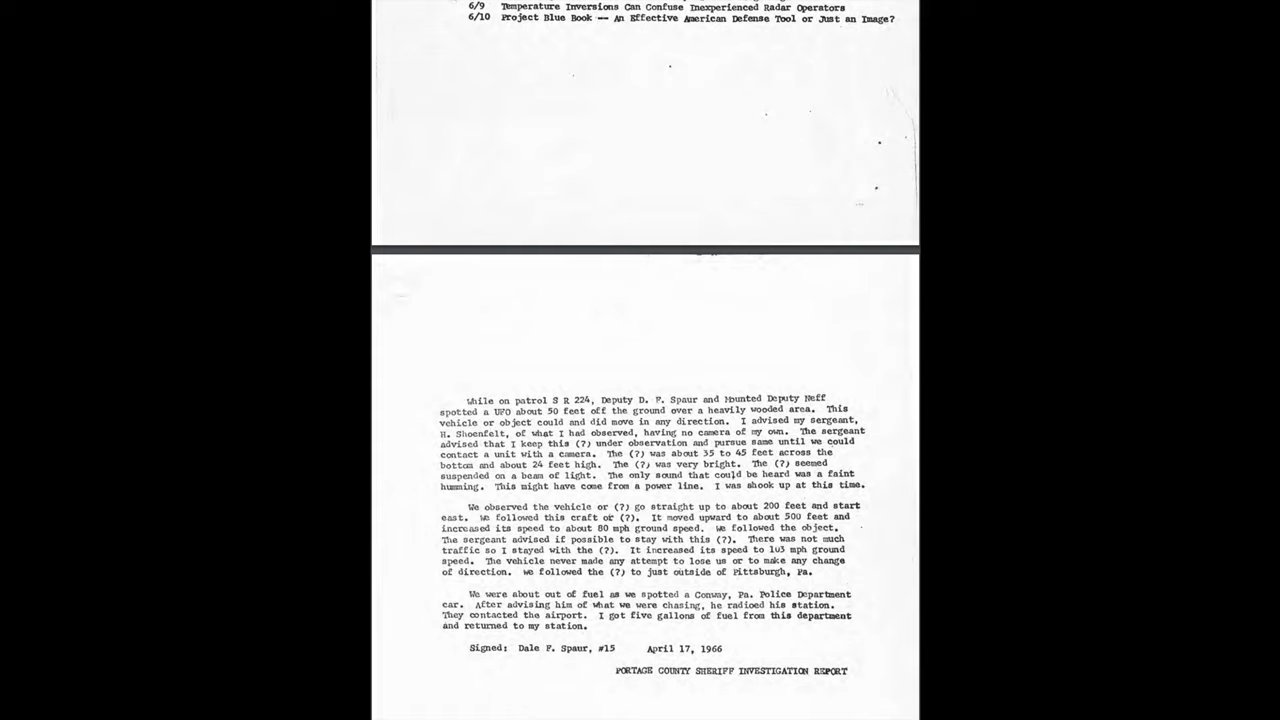 6/9 Temperature Inversions Can Confuse Inexperienced Radar Operators
6/10 Project Blue Book -- An Effective American Defense Tool or Just an Image?
While on patrol S R 224, Deputy D. F. Spaur and Mounted Deputy Neff
spotted a UFO about 50 feet off the ground over a heavily wooded area. This
vehicle or object could and did move in any direction. I advised my sergeant,
H. Shoenfelt, of what I had observed, having no camera of my own. The sergeant
advised that I keep this (?) under observation and pursue same until we could
contact a unit with a camera. The (?) was about 35 to 45 feet across the
bottom and about 24 feet high. The (?) was very bright. The (?) seemed
suspended on a beam of light. The only sound that could be heard was a faint
humming. This might have come from a power line. I was shook up at this time.
We observed the vehicle or (?) go straight up to about 200 feet and start
east. We followed this craft or (?). It moved upward to about 500 feet and
increased its speed to about 80 mph ground speed. We followed the object.
The sergeant advised if possible to stay with this (?). There was not much
traffic so I stayed with the (?). It increased its speed to 103 mph ground
speed. The vehicle never made any attempt to lose us or to make any change
of direction. We followed the (?) to just outside of Pittsburgh, Pa.
We were about out of fuel as we spotted a Conway, Pa. Police Department
car. After advising him of what we were chasing, he radioed his station.
They contacted the airport. I got five gallons of fuel from this department
and returned to my station.
Signed: Dale F. Spaur, #15 April 17, 1966
PORTAGE COUNTY SHERIFF INVESTIGATION REPORT